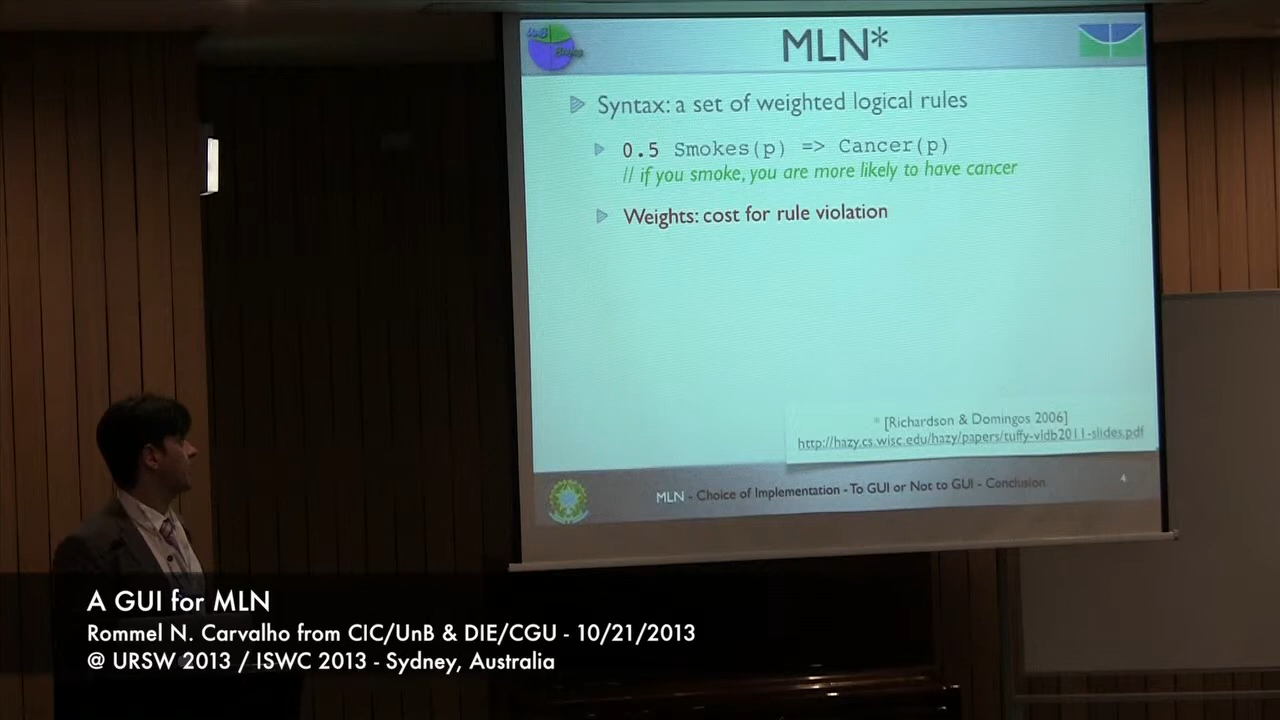 MLN*
Syntax: a set of weighted logical rules
0.5 Smokes(p) => Cancer(p)
// if you smoke, you are more likely to have cancer
Weights: cost for rule violation
* [Richardson & Domingos 2006]
http://hazy.cs.wisc.edu/hazy/papers/tuffy-vldb2011-slides.pdf
MLN - Choice of Implementation - To GUI or Not to GUI - Conclusion
4
A GUI for MLN
Rommel N. Carvalho from CIC/UnB & DIE/CGU - 10/21/2013
@ URSW 2013 / ISWC 2013 - Sydney, Australia